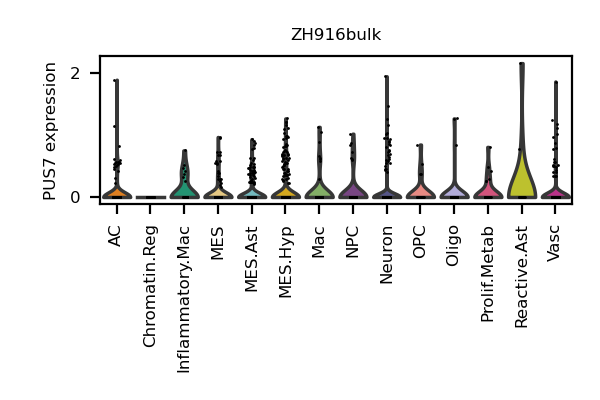 ZH916bulk
PUS7 expression
2
0
AC
Chromatin.Reg
Inflammatory.Mac
MES
MES.Ast
MES.Hyp
Mac
NPC
Neuron
OPC
Oligo
Prolif.Metab
Reactive.Ast
Vasc